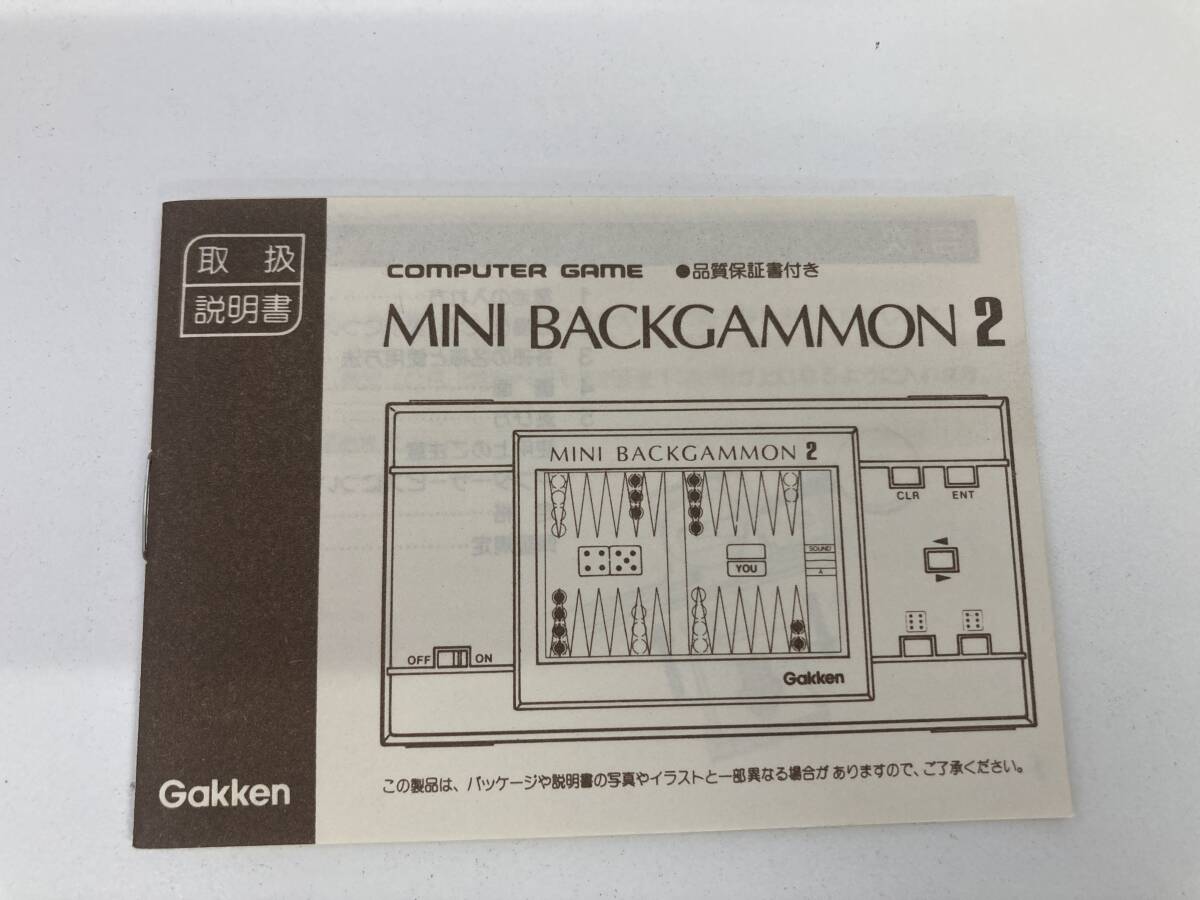 取扱
説明書
COMPUTER GAME ●品質保証書付き
MINI BACKGAMMON 2
MINI BACKGAMMON 2
CLR ENT
SOUND
YOU
A
OFF ON
Gakken
この製品は、パッケージや説明書の写真やイラストと一部異なる場合がありますので、ご了承ください。
Gakken